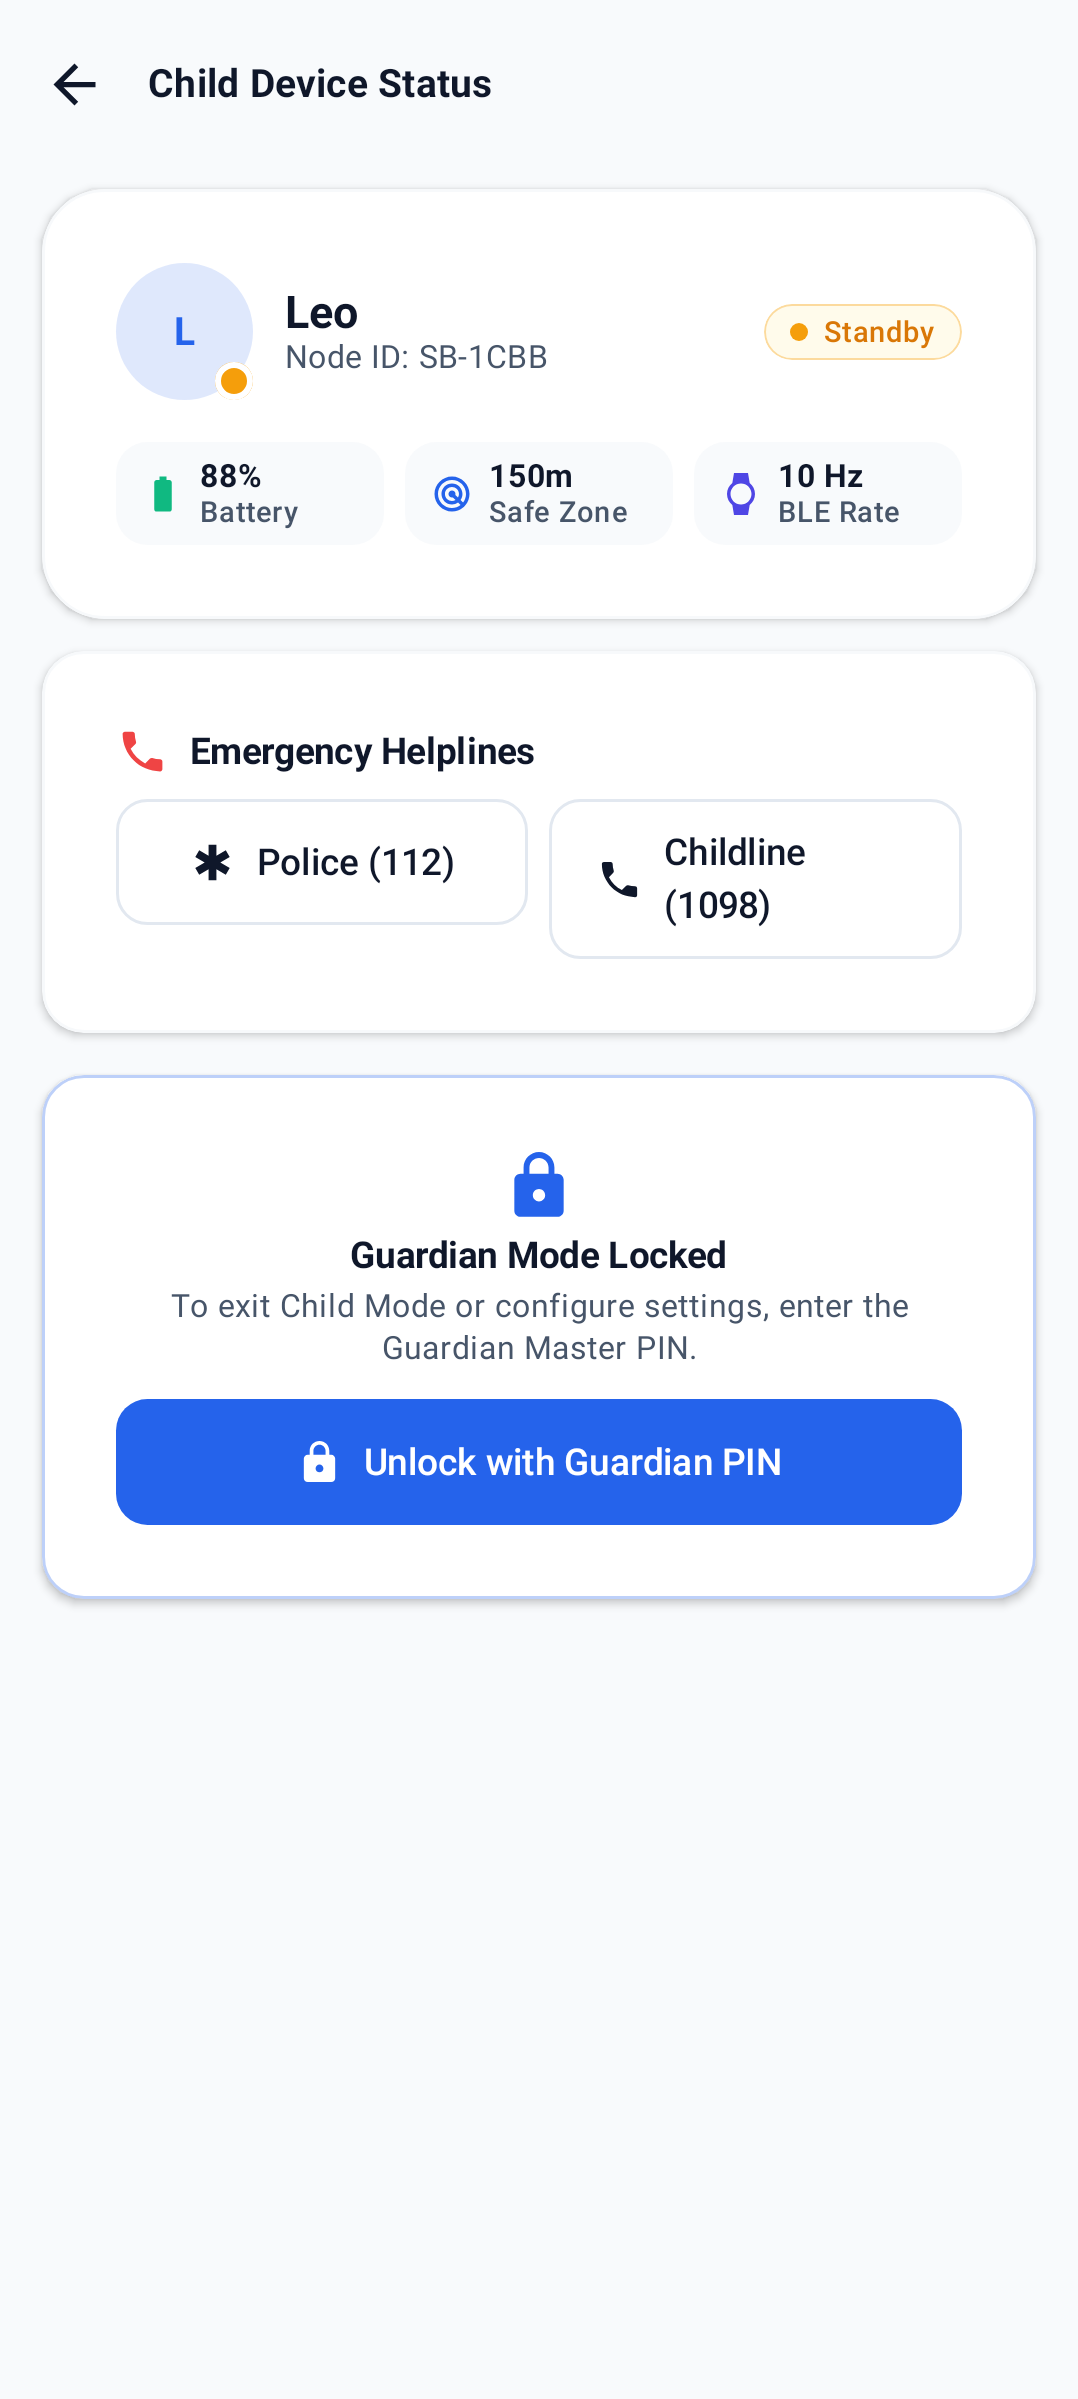 Child Device Status
L
Leo
Node ID: SB-1CBB
Standby
88%
Battery
150m
Safe Zone
10 Hz
BLE Rate
Emergency Helplines
Police (112)
Childline
(1098)
Guardian Mode Locked
To exit Child Mode or configure settings, enter the
Guardian Master PIN.
Unlock with Guardian PIN